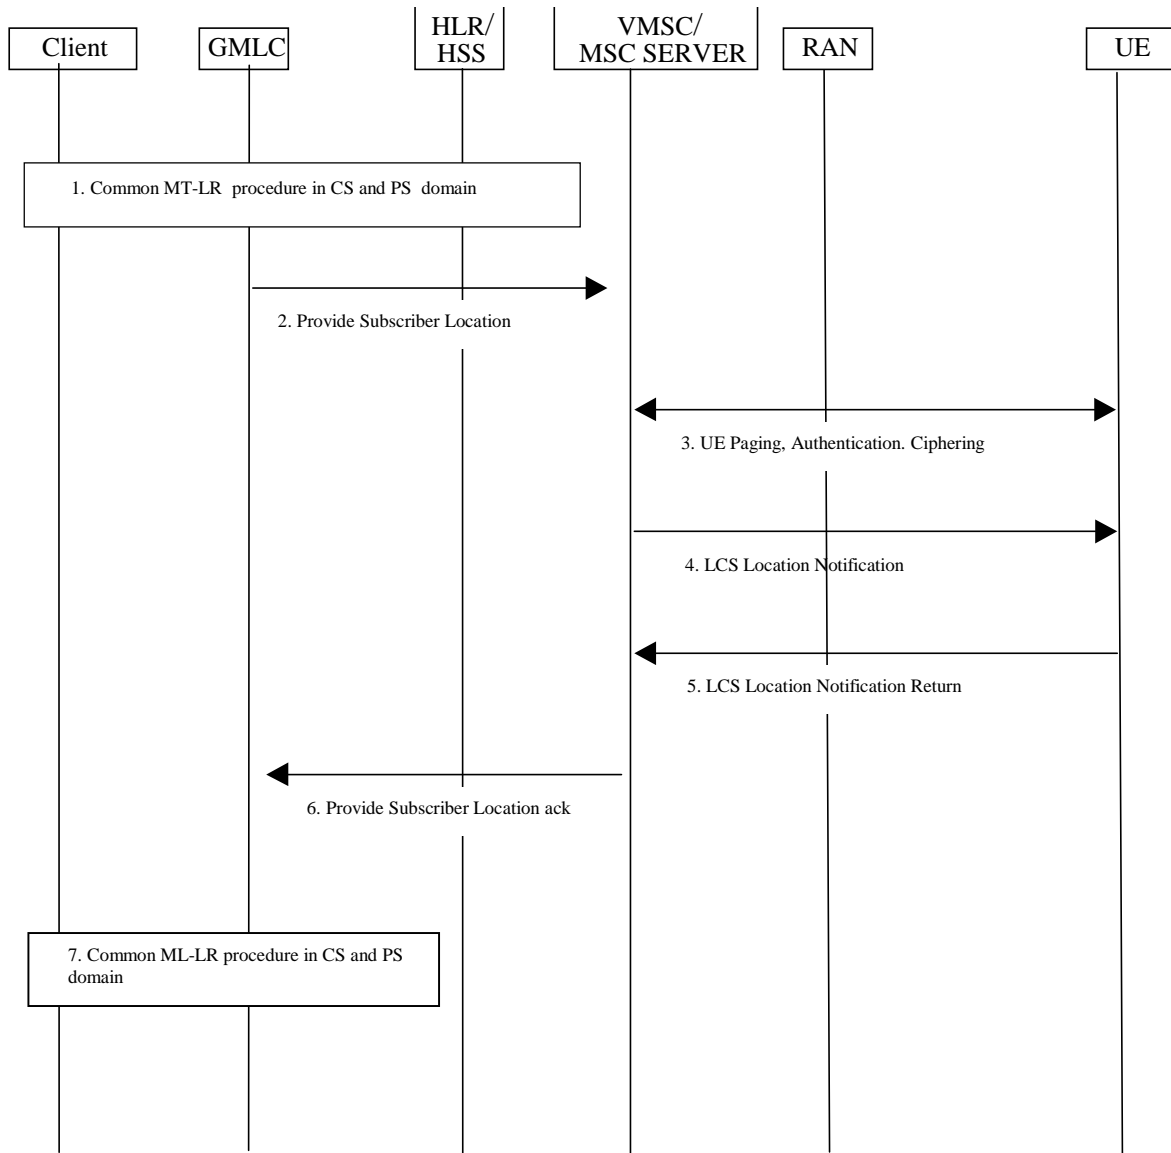 Client
GMLC
HLR/
HSS
VMSC/
MSC SERVER
RAN
UE
1. Common MT-LR procedure in CS and PS domain
2. Provide Subscriber Location
3. UE Paging, Authentication. Ciphering
4. LCS Location Notification
5. LCS Location Notification Return
6. Provide Subscriber Location ack
7. Common ML-LR procedure in CS and PS
domain